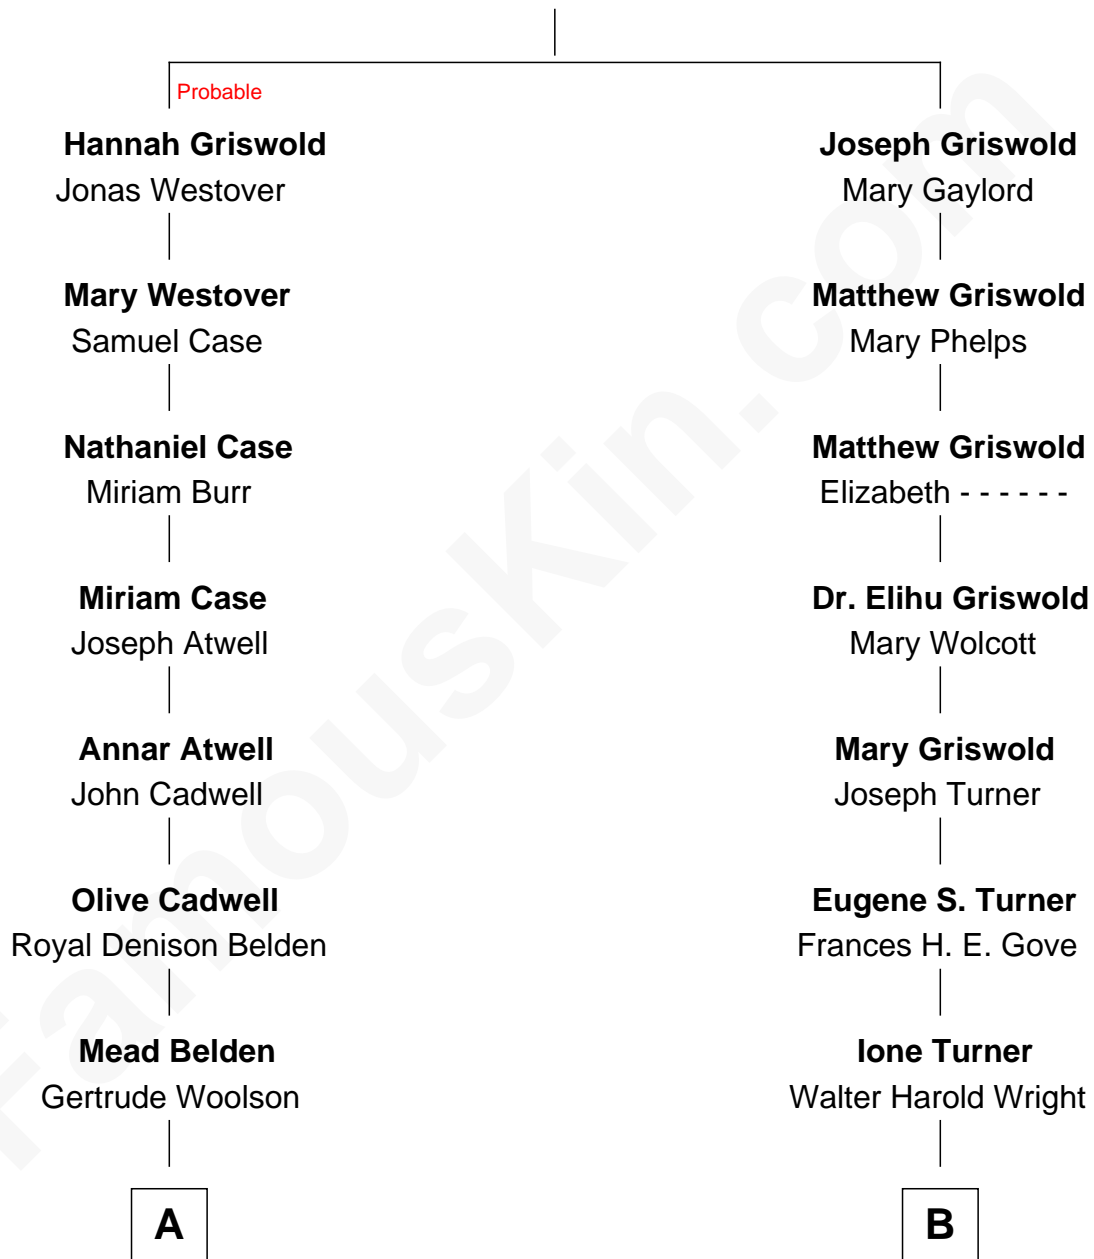 Probable
Hannah Griswold
Jonas Westover
Mary Westover
Samuel Case
Nathaniel Case
Miriam Burr
Miriam Case
Joseph Atwell
Annar Atwell
John Cadwell
Olive Cadwell
Royal Denison Belden
Mead Belden
Gertrude Woolson
A
Joseph Griswold
Mary Gaylord
Matthew Griswold
Mary Phelps
Matthew Griswold
Elizabeth - - - - - -
Dr. Elihu Griswold
Mary Wolcott
Mary Griswold
Joseph Turner
Eugene S. Turner
Frances H. E. Gove
Ione Turner
Walter Harold Wright
B
FamousKin.com